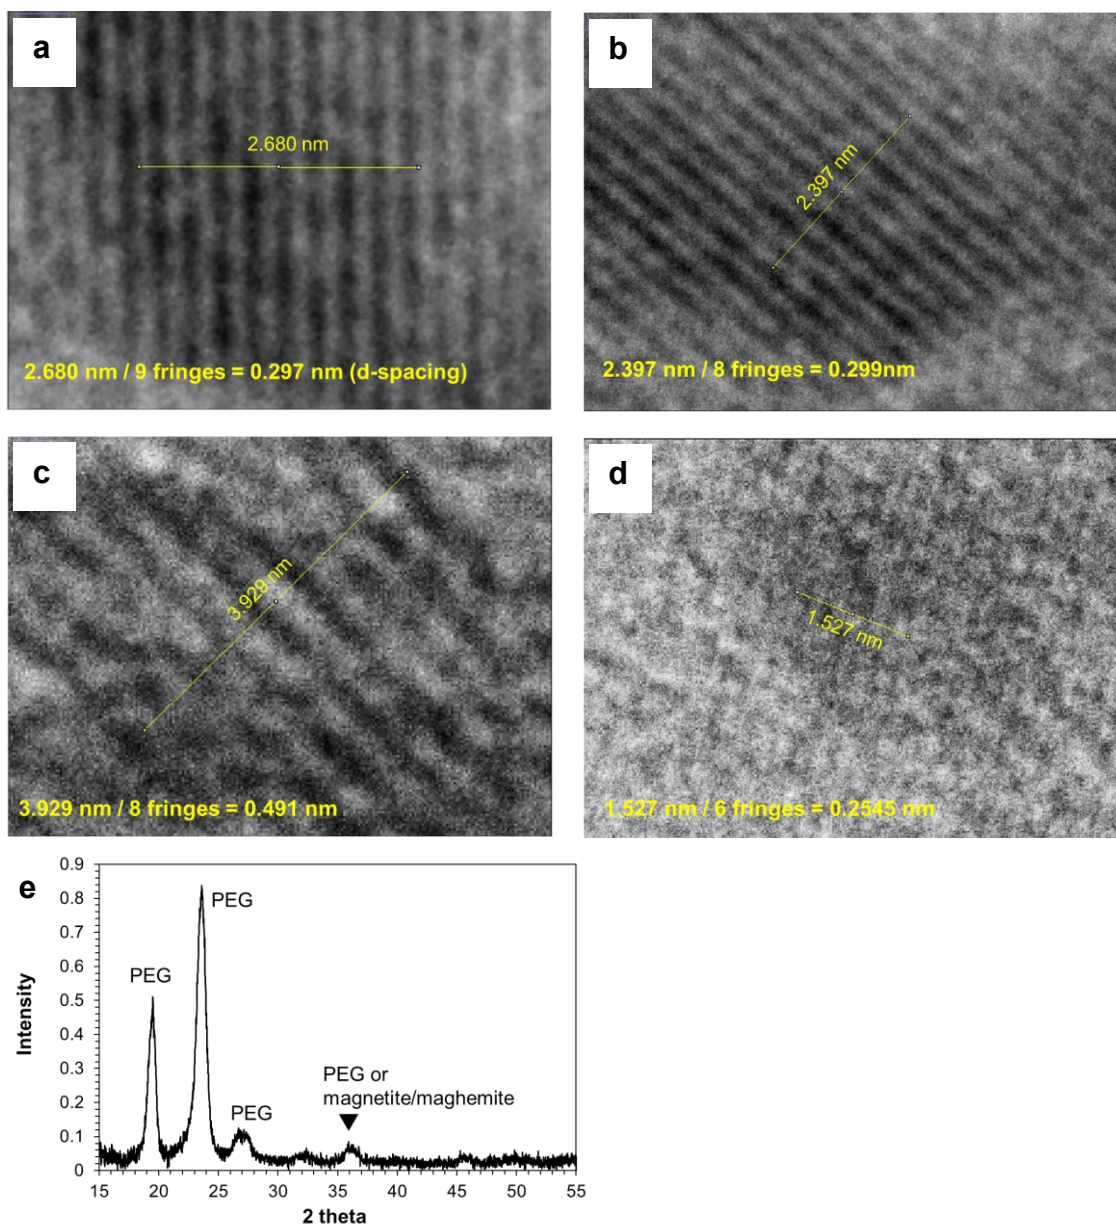 a
2.680 nm
2.680 nm / 9 fringes = 0.297 nm (d-spacing)
b
2.397 nm
2.397 nm / 8 fringes = 0.299nm
c
3.929 nm
3.929 nm / 8 fringes = 0.491 nm
d
1.527 nm
1.527 nm / 6 fringes = 0.2545 nm
e
0.9
0.8
0.7
0.6
0.5
0.4
0.3
0.2
0.1
0
Intensity
PEG
PEG
PEG
PEG or
magnetite/maghemite
15 20 25 30 35 40 45 50 55
2 theta